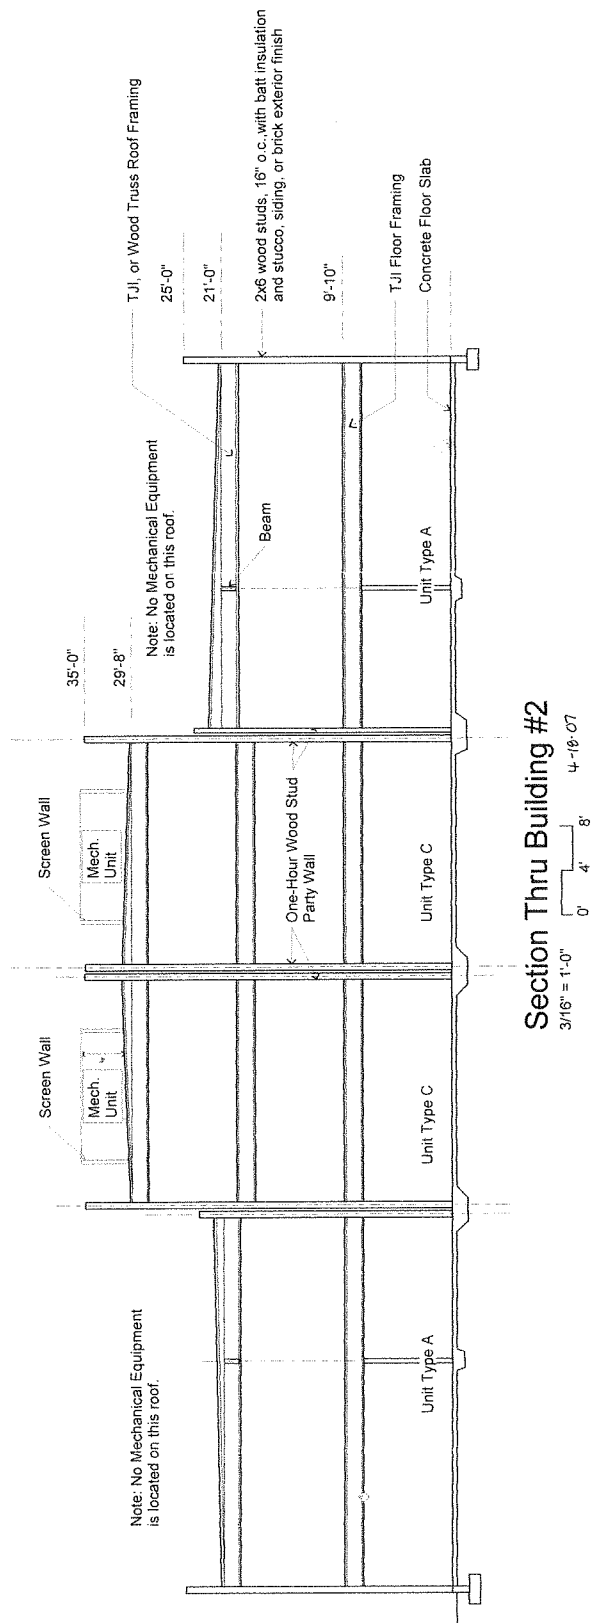 Note: No Mechanical Equipment
is located on this roof.
Screen Wall
Mech.
Unit
Screen Wall
Mech.
Unit
35'-0"
29'-8"
Note: No Mechanical Equipment
is located on this roof.
TJI, or Wood Truss Roof Framing
25'-0"
21'-0"
2x6 wood studs, 16" o.c.,with batt insulation
and stucco, siding, or brick exterior finish
9'-10"
TJI Floor Framing
Concrete Floor Slab
Beam
One-Hour Wood Stud
Party Wall
Unit Type A
Unit Type C
Unit Type C
Unit Type A
Section Thru Building #2
3/16" = 1'-0"
0' 4' 8'
4-18-07